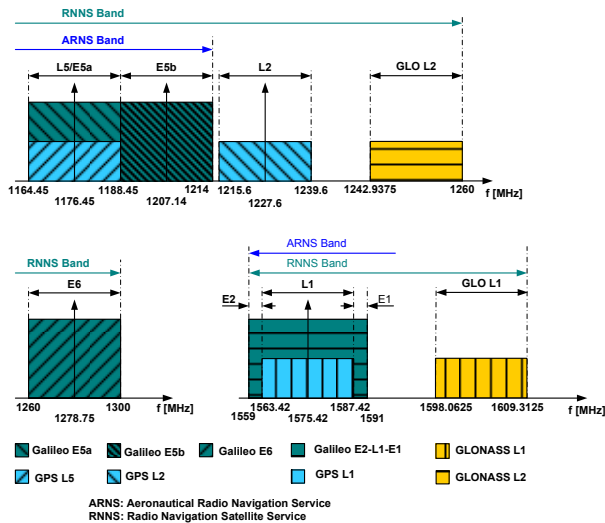 RNNS Band
ARNS Band
L5/E5a E5b L2 GLO L2
1164.45 1188.45 1214 1215.6 1239.6 1242.9375 1260 f [MHz]
1176.45 1207.14 1227.6
ARNS Band
RNNS Band RNNS Band
E6 E2 L1 E1 GLO L1
1260 1300 f [MHz] 1563.42 1587.42 1598.0625 1609.3125 f [MHz]
1278.75 1559 1575.42 1591
Galileo E5a Galileo E5b Galileo E6 Galileo E2-L1-E1 GLONASS L1
GPS L5 GPS L2 GPS L1 GLONASS L2
ARNS: Aeronautical Radio Navigation Service
RNNS: Radio Navigation Satellite Service